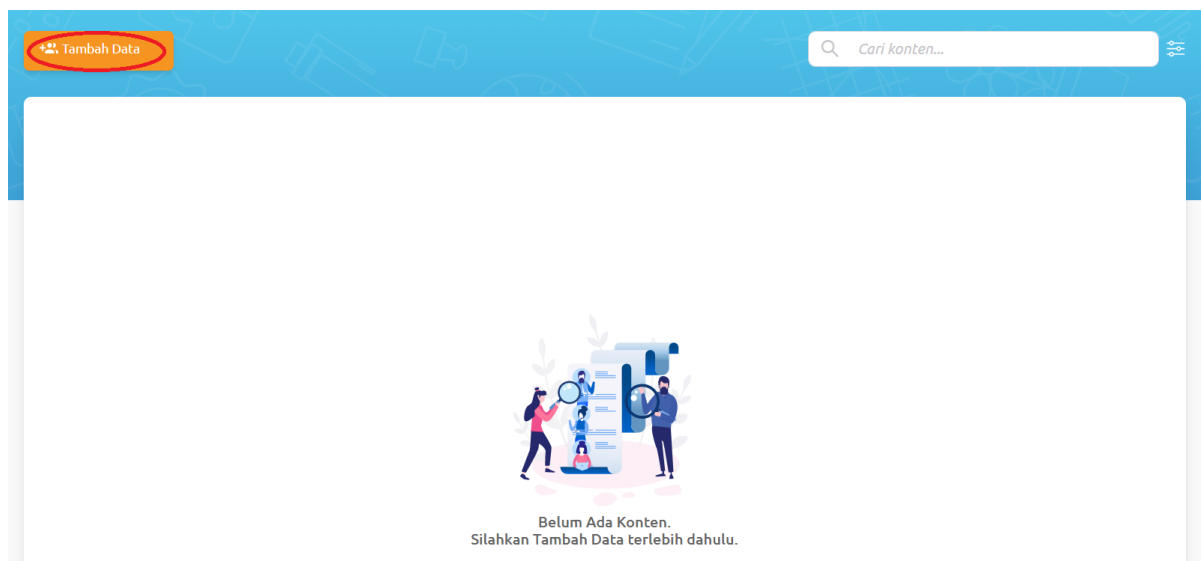 Tambah Data
Cari konten...
Belum Ada Konten.
Silahkan Tambah Data terlebih dahulu.